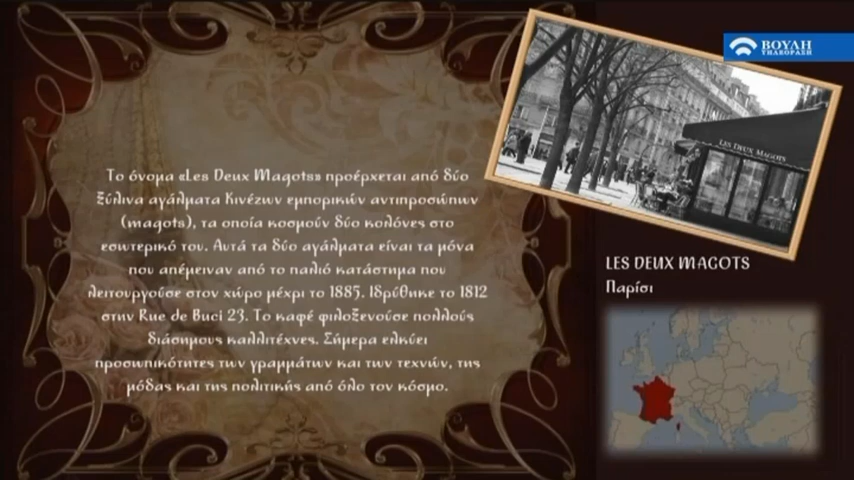 ΒΟΥΛΗ
ΤΗΛΕΟΡΑΣΗ
LES DEUX MAGOTS
Το όνομα «Les Deux Magots» προέρχεται από δύο
ξύλινα αγάλματα Κινέζων εμπορικών αντιπροσώπων
(magots), τα οποία κοσμούν δύο κολόνες στο
εσωτερικό του. Αυτά τα δύο αγάλματα είναι τα μόνα
που απέμειναν από το παλιό κατάστημα που
λειτουργούσε στον χώρο μέχρι το 1885. Ιδρύθηκε το 1812
στην Rue de Buci 23. Το καφέ φιλοξενούσε πολλούς
διάσημους καλλιτέχνες. Σήμερα ελκύει
προσωπικότητες των γραμμάτων και των τεχνών, της
μόδας και της πολιτικής από όλο τον κόσμο.
LES DEUX MAGOTS
Παρίσι